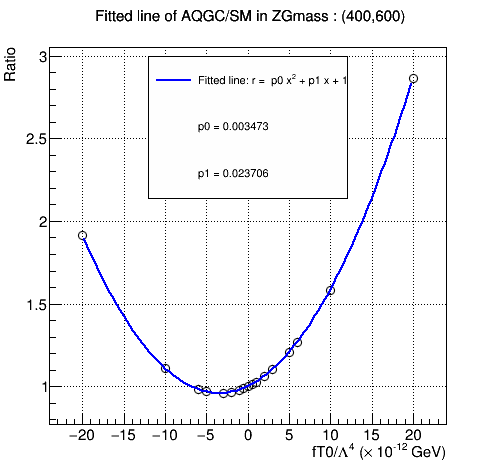 Fitted line of AQGC/SM in ZGmass : (400,600)
Ratio
Fitted line: r = p0 x² + p1 x + 1
p0 = 0.003473
p1 = 0.023706
3
2.5
2
1.5
1
−20 −15 −10 −5 0 5 10 15 20
fT0/Λ⁴ (× 10⁻¹² GeV)